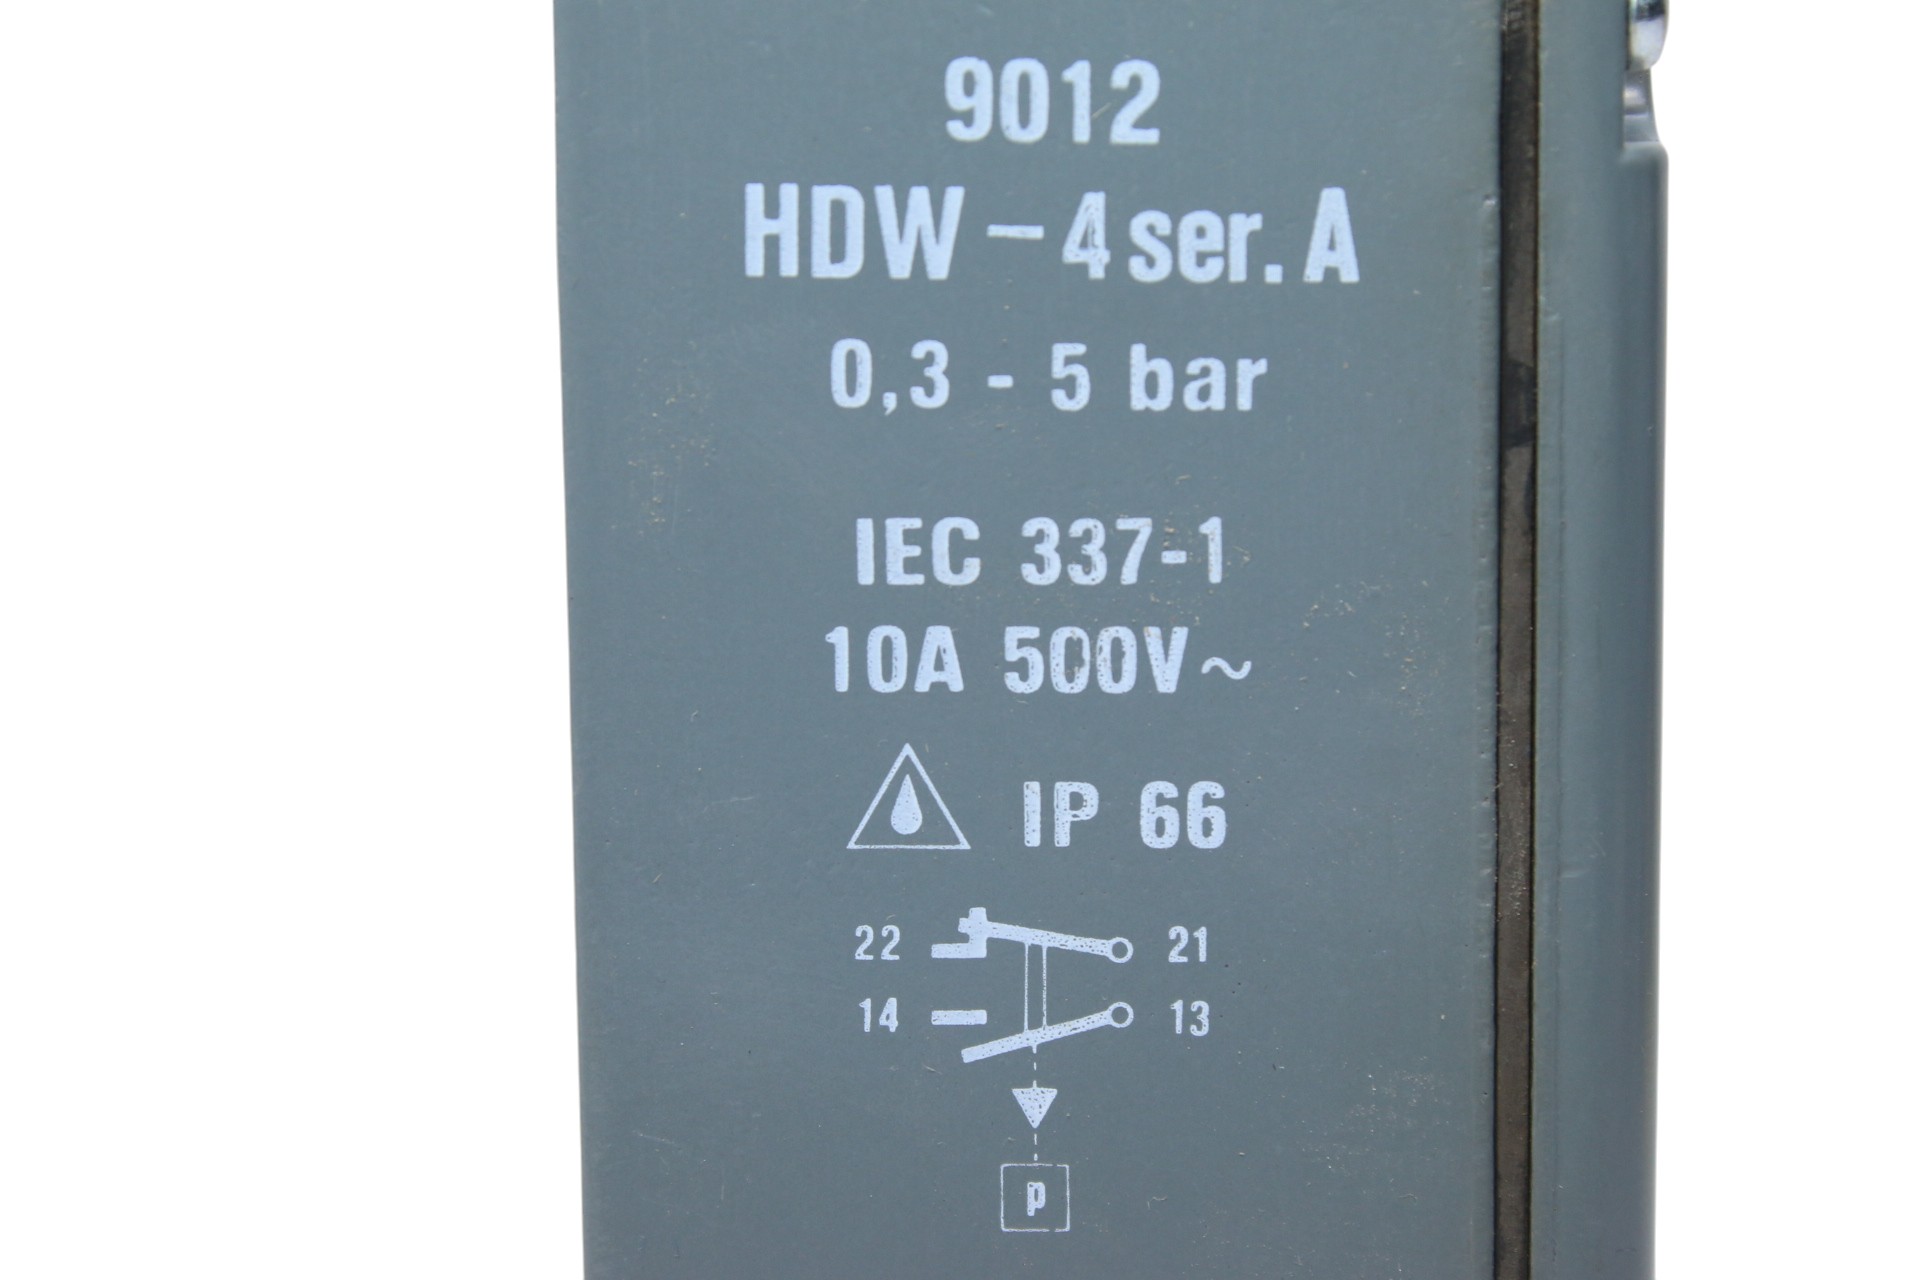 9012
HDW - 4 ser. A
0,3 - 5 bar
IEC 337-1
10A 500V~
IP 66
22 21
14 13
p